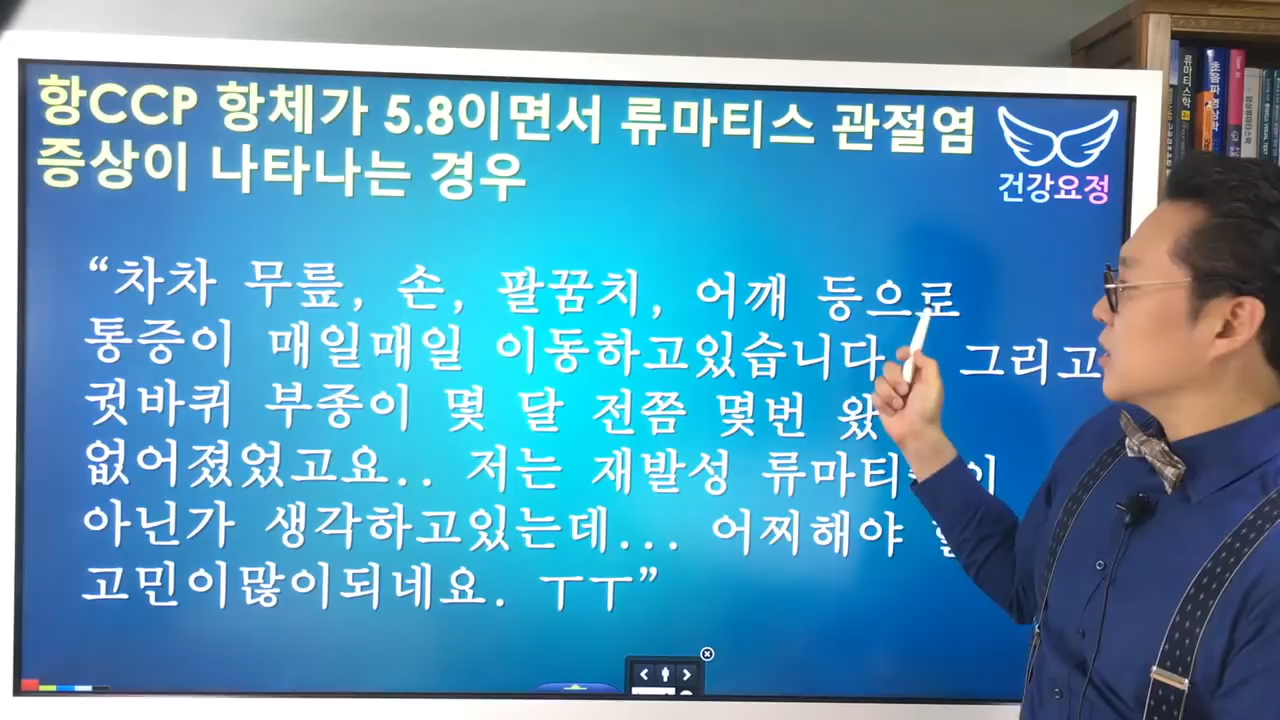 항CCP 항체가 5.8이면서 류마티스 관절염
증상이 나타나는 경우
건강요정
“차차 무릎, 손, 팔꿈치, 어깨 등으로
통증이 매일매일 이동하고있습니다 그리고
귓바퀴 부종이 몇 달 전쯤 몇번 왔
없어졌었고요.. 저는 재발성
아닌가 생각하고있는데... 어찌해야
고민이많이되네요. ㅜㅜ”
류마티스학